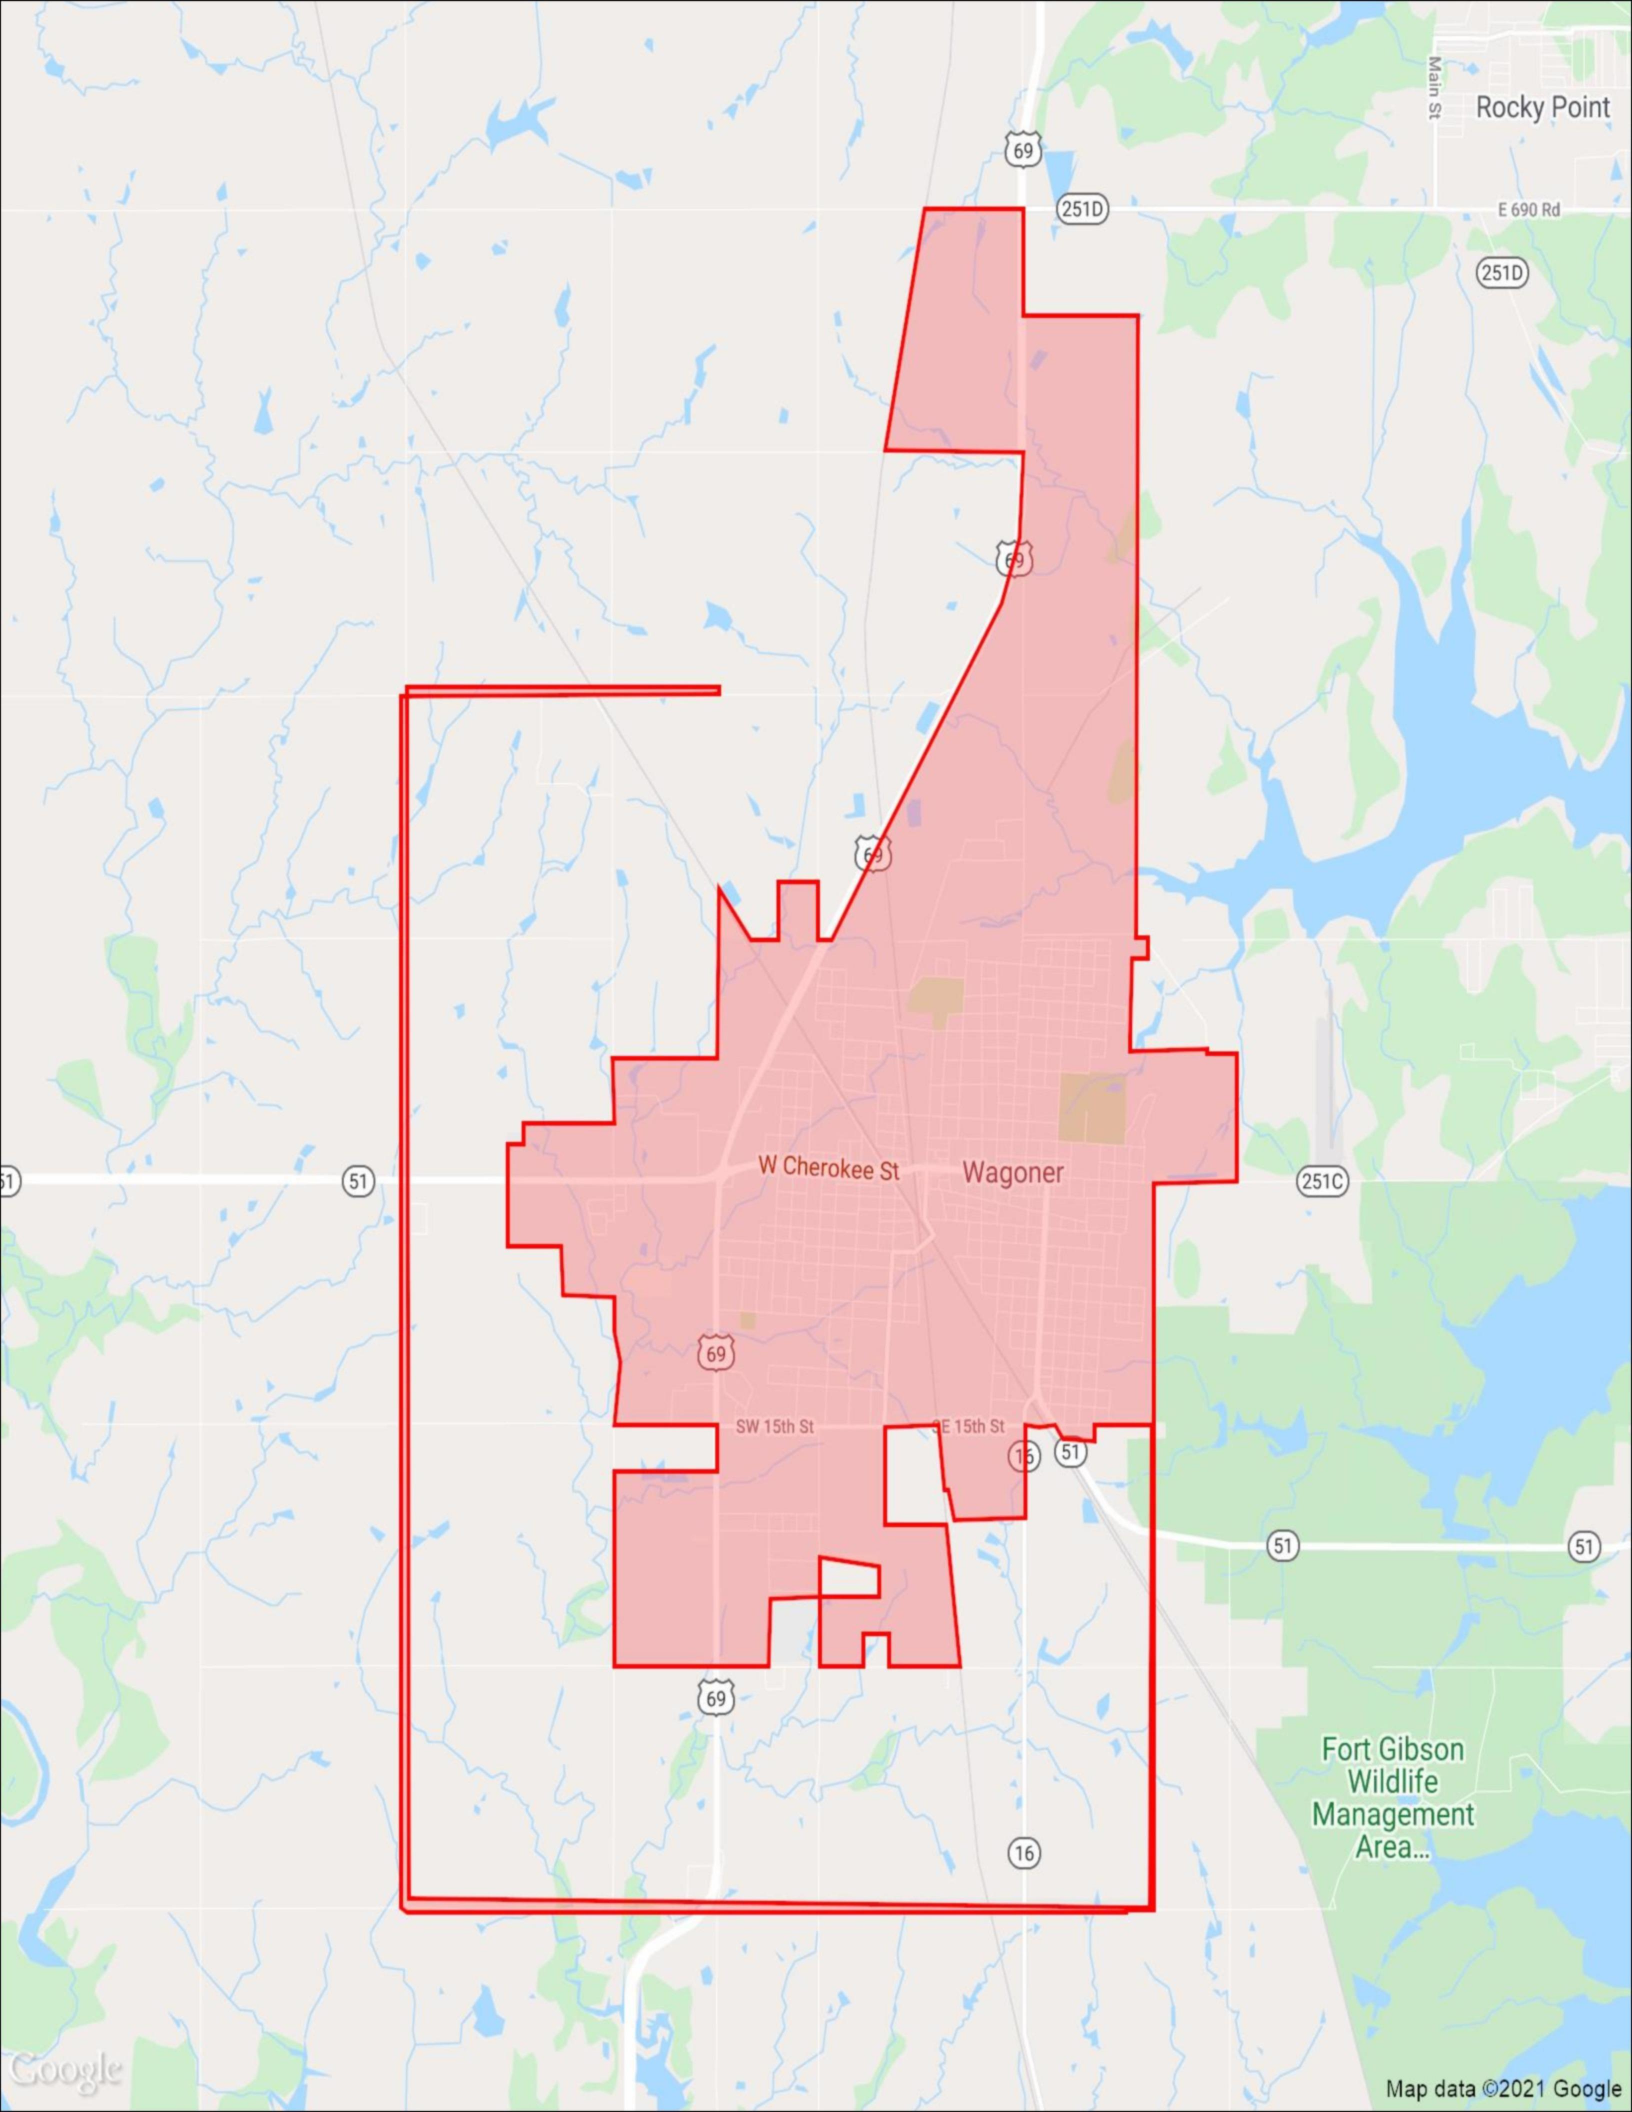 Main St
Rocky Point
69
251D
E 690 Rd
251D
69
69
W Cherokee St
Wagoner
51
51
251C
69
SW 15th St
SE 15th St
16
51
51
51
69
Fort Gibson
Wildlife
Management
Area...
16
Google
Map data ©2021 Google